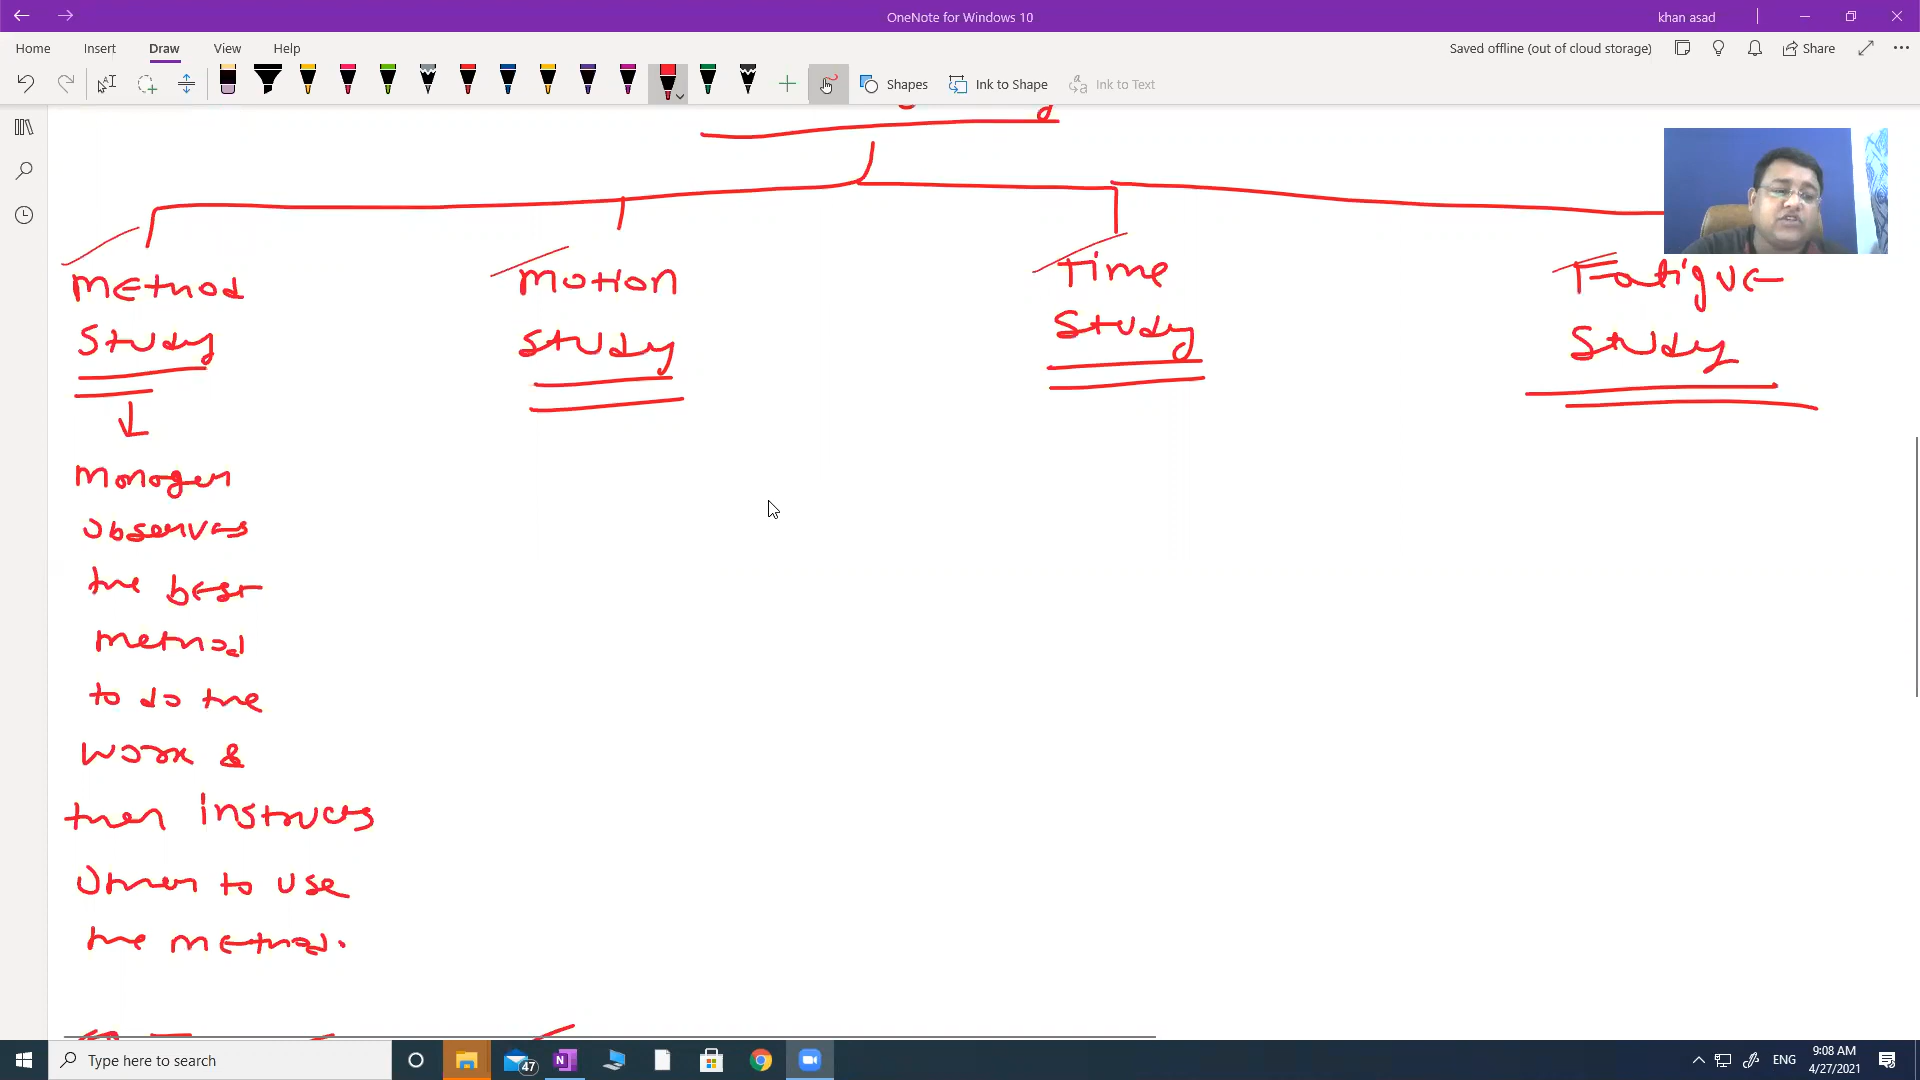 OneNote for Windows 10
khan asad
Home Insert Draw View Help
Saved offline (out of cloud storage)
Share
Shapes
Ink to Shape
Ink to Text
Method
Study
Motion
Study
Time
Study
Fatigue
Study
Manager
observes
the best
method
to do the
work &
then instructs
other to use
the method.
Type here to search
47
N
ENG
9:08 AM
4/27/2021